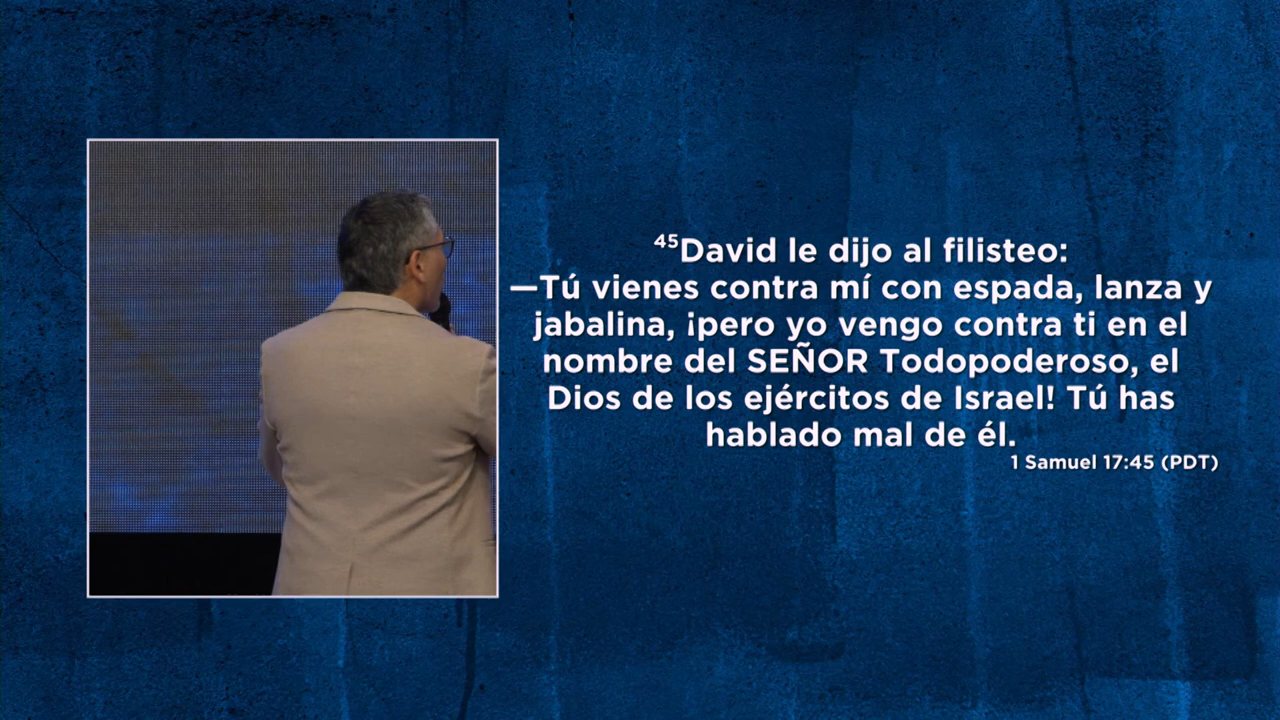 ⁴⁵David le dijo al filisteo:
—Tú vienes contra mí con espada, lanza y
jabalina, ¡pero yo vengo contra ti en el
nombre del SEÑOR Todopoderoso, el
Dios de los ejércitos de Israel! Tú has
hablado mal de él.
1 Samuel 17:45 (PDT)